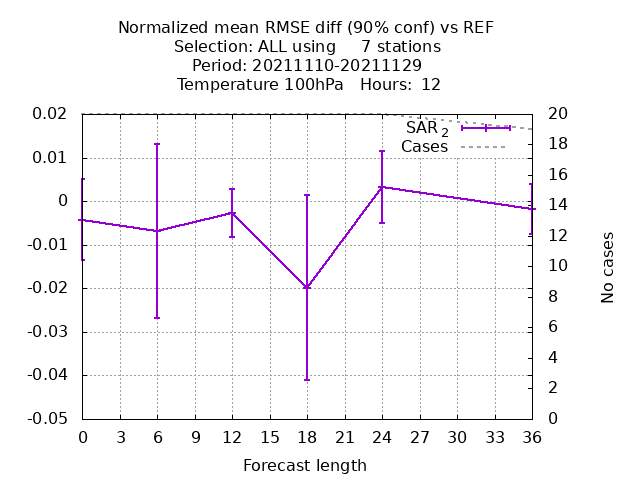 Normalized mean RMSE diff (90% conf) vs REF
Selection: ALL using 7 stations
Period: 20211110-20211129
Temperature 100hPa Hours: 12
SAR 2
Cases
0.02
0.01
0
-0.01
-0.02
-0.03
-0.04
-0.05
20
18
16
14
12
10
8
6
4
2
0
No cases
0 3 6 9 12 15 18 21 24 27 30 33 36
Forecast length